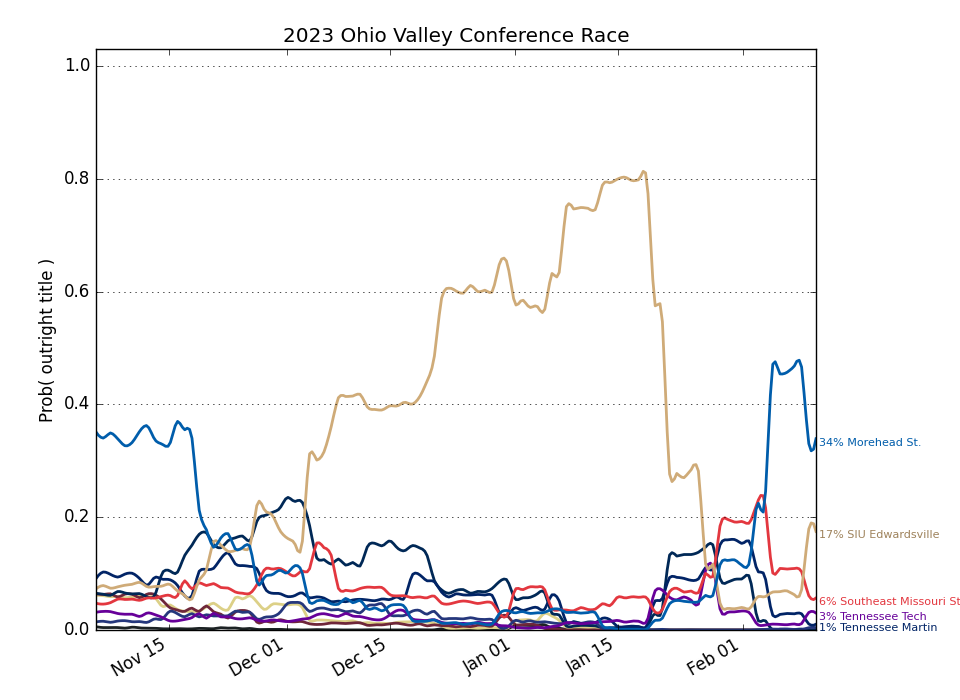 2023 Ohio Valley Conference Race
Prob( outright title )
1.0
0.8
0.6
0.4
0.2
0.0
Nov 15
Dec 01
Dec 15
Jan 01
Jan 15
Feb 01
34% Morehead St.
17% SIU Edwardsville
6% Southeast Missouri St
3% Tennessee Tech
1% Tennessee Martin